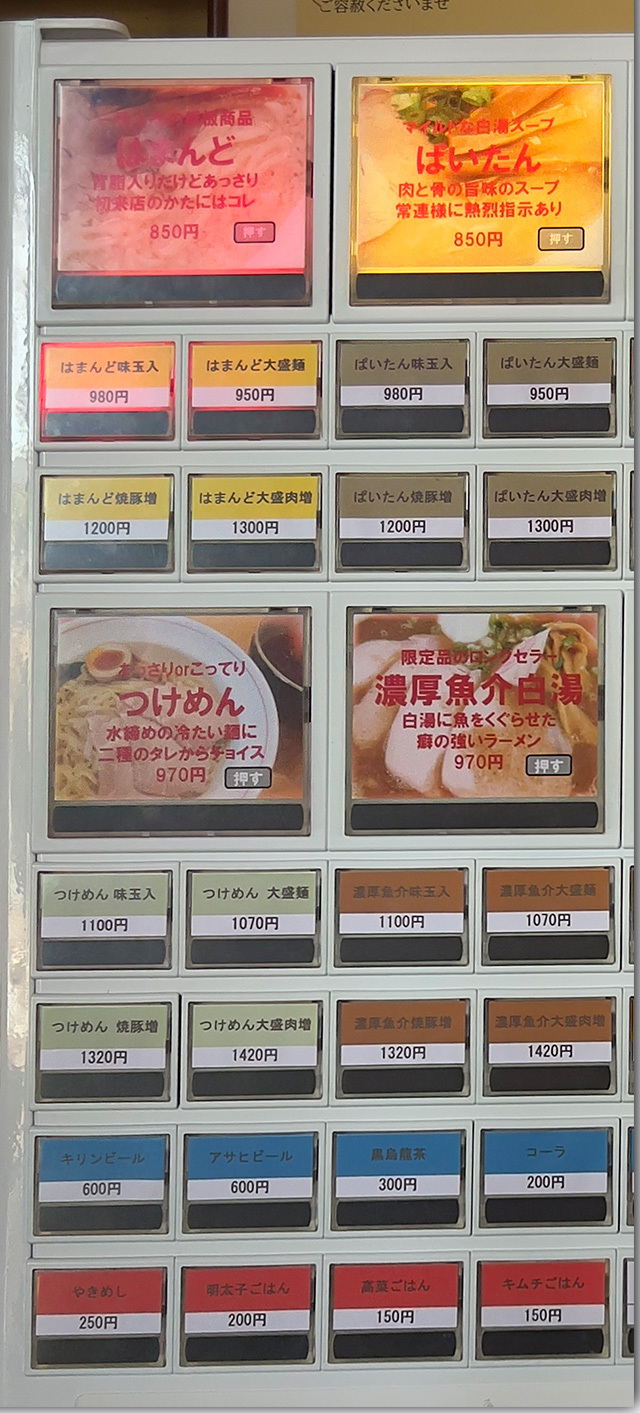 ご容赦くださいませ
商品
はまんど
背脂入りだけどあっさり
初来店のかたにはコレ
850円 押す
マイルドな白湯スープ
ぱいたん
肉と骨の旨味のスープ
常連様に熱烈指示あり
850円 押す
はまんど味玉入 はまんど大盛麺 ぱいたん味玉入 ぱいたん大盛麺
980円 950円 980円 950円
はまんど焼豚増 はまんど大盛肉増 ぱいたん焼豚増 ぱいたん大盛肉増
1200円 1300円 1200円 1300円
あっさりorこってり
つけめん
水締めの冷たい麺に
二種のタレからチョイス
970円 押す
限定品のロングセラー
濃厚魚介白湯
白湯に魚をくぐらせた
癖の強いラーメン
970円 押す
つけめん 味玉入 つけめん 大盛麺 濃厚魚介味玉入 濃厚魚介大盛麺
1100円 1070円 1100円 1070円
つけめん 焼豚増 つけめん大盛肉増 濃厚魚介焼豚増 濃厚魚介大盛肉増
1320円 1420円 1320円 1420円
キリンビール アサヒビール 黒烏龍茶 コーラ
600円 600円 300円 200円
やきめし 明太子ごはん 高菜ごはん キムチごはん
250円 200円 150円 150円